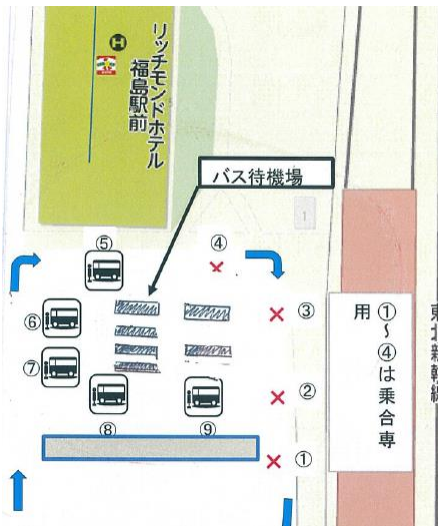 リッチモンドホテル
福島駅前
H
バス待機場
1
⑤
④
③
⑥
⑦
②
⑧
⑨
①
①～④は乗合専
用
東北新幹線